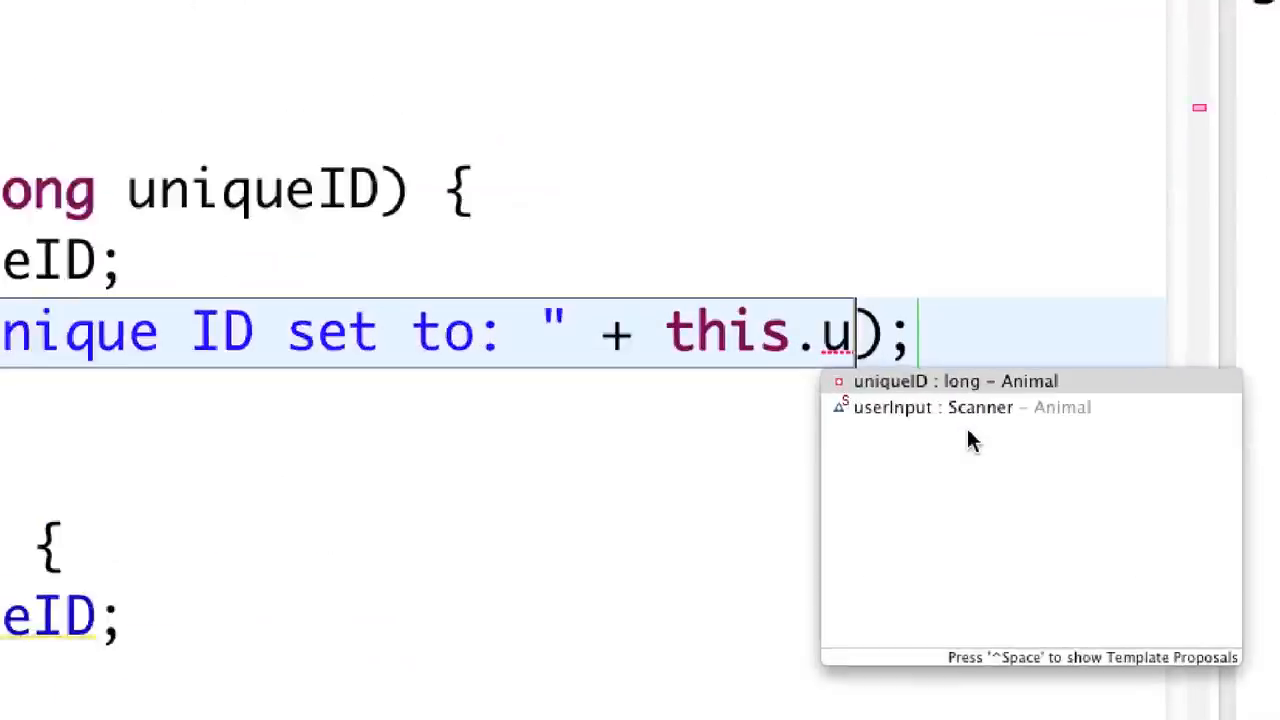 ong uniqueID) {
eID;
nique ID set to: " + this.u);
uniqueID : long - Animal
userInput : Scanner - Animal
{
eID;
Press '^Space' to show Template Proposals